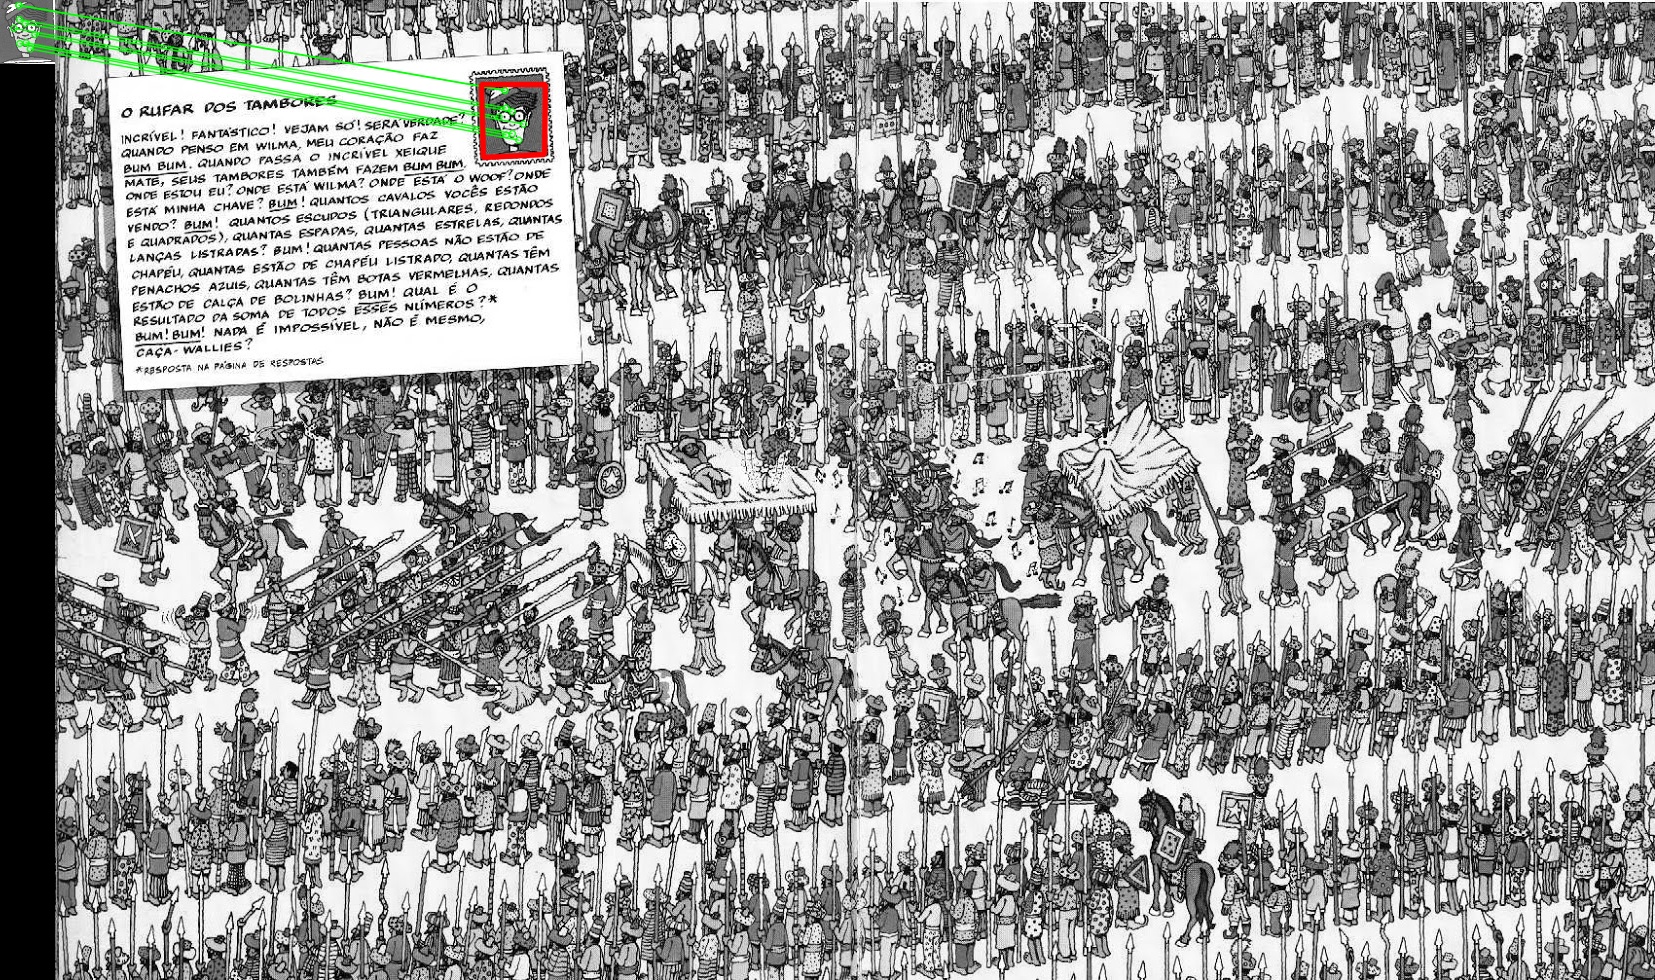 O RUFAR DOS TAMBORES
INCRÍVEL! FANTÁSTICO! VEJAM SÓ! SERÁ VERDADE?
QUANDO PENSO EM WILMA, MEU CORAÇÃO FAZ
BUM BUM. QUANDO PASSA O INCRÍVEL XEIQUE
MATE, SEUS TAMBORES TAMBÉM FAZEM BUM BUM.
ONDE ESTOU EU? ONDE ESTÁ WILMA? ONDE ESTÁ O WOOF? ONDE
ESTÁ MINHA CHAVE? BUM! QUANTOS CAVALOS VOCÊS ESTÃO
VENDO? BUM! QUANTOS ESCUDOS (TRIANGULARES, REDONDOS
E QUADRADOS), QUANTAS ESPADAS, QUANTAS ESTRELAS, QUANTAS
LANÇAS LISTRADAS? BUM! QUANTAS PESSOAS NÃO ESTÃO DE
CHAPÉU, QUANTAS ESTÃO DE CHAPÉU LISTRADO, QUANTAS TÊM
PENACHOS AZUIS, QUANTAS TÊM BOTAS VERMELHAS, QUANTAS
ESTÃO DE CALÇA DE BOLINHAS? BUM! QUAL É O
RESULTADO DA SOMA DE TODOS ESSES NÚMEROS?*
BUM! BUM! NADA É IMPOSSÍVEL, NÃO É MESMO,
CAÇA-WALLIES?
*RESPOSTA NA PÁGINA DE RESPOSTAS